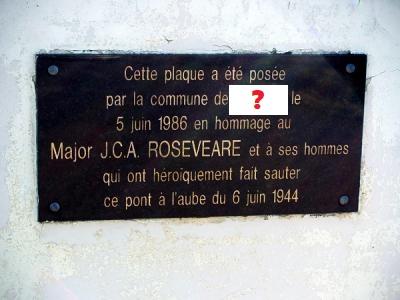 Cette plaque a été posée
par la commune de ? le
5 juin 1986 en hommage au
Major J.C.A. ROSEVEARE et à ses hommes
qui ont héroïquement fait sauter
ce pont à l'aube du 6 juin 1944